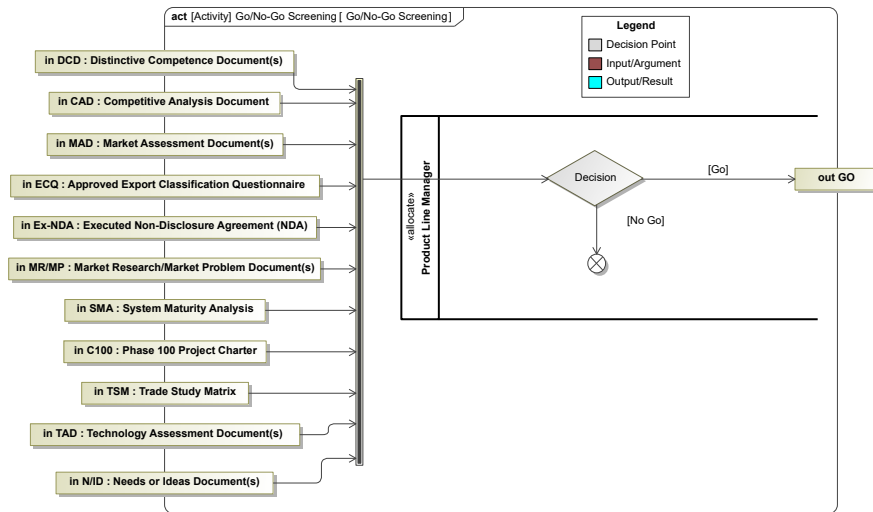 act [Activity] Go/No-Go Screening [ Go/No-Go Screening]
Legend
Decision Point
Input/Argument
Output/Result
in DCD : Distinctive Competence Document(s)
in CAD : Competitive Analysis Document
in MAD : Market Assessment Document(s)
in ECQ : Approved Export Classification Questionnaire
in Ex-NDA : Executed Non-Disclosure Agreement (NDA)
in MR/MP : Market Research/Market Problem Document(s)
in SMA : System Maturity Analysis
in C100 : Phase 100 Project Charter
in TSM : Trade Study Matrix
in TAD : Technology Assessment Document(s)
in N/ID : Needs or Ideas Document(s)
«allocate»
Product Line Manager
Decision
[Go]
[No Go]
out GO